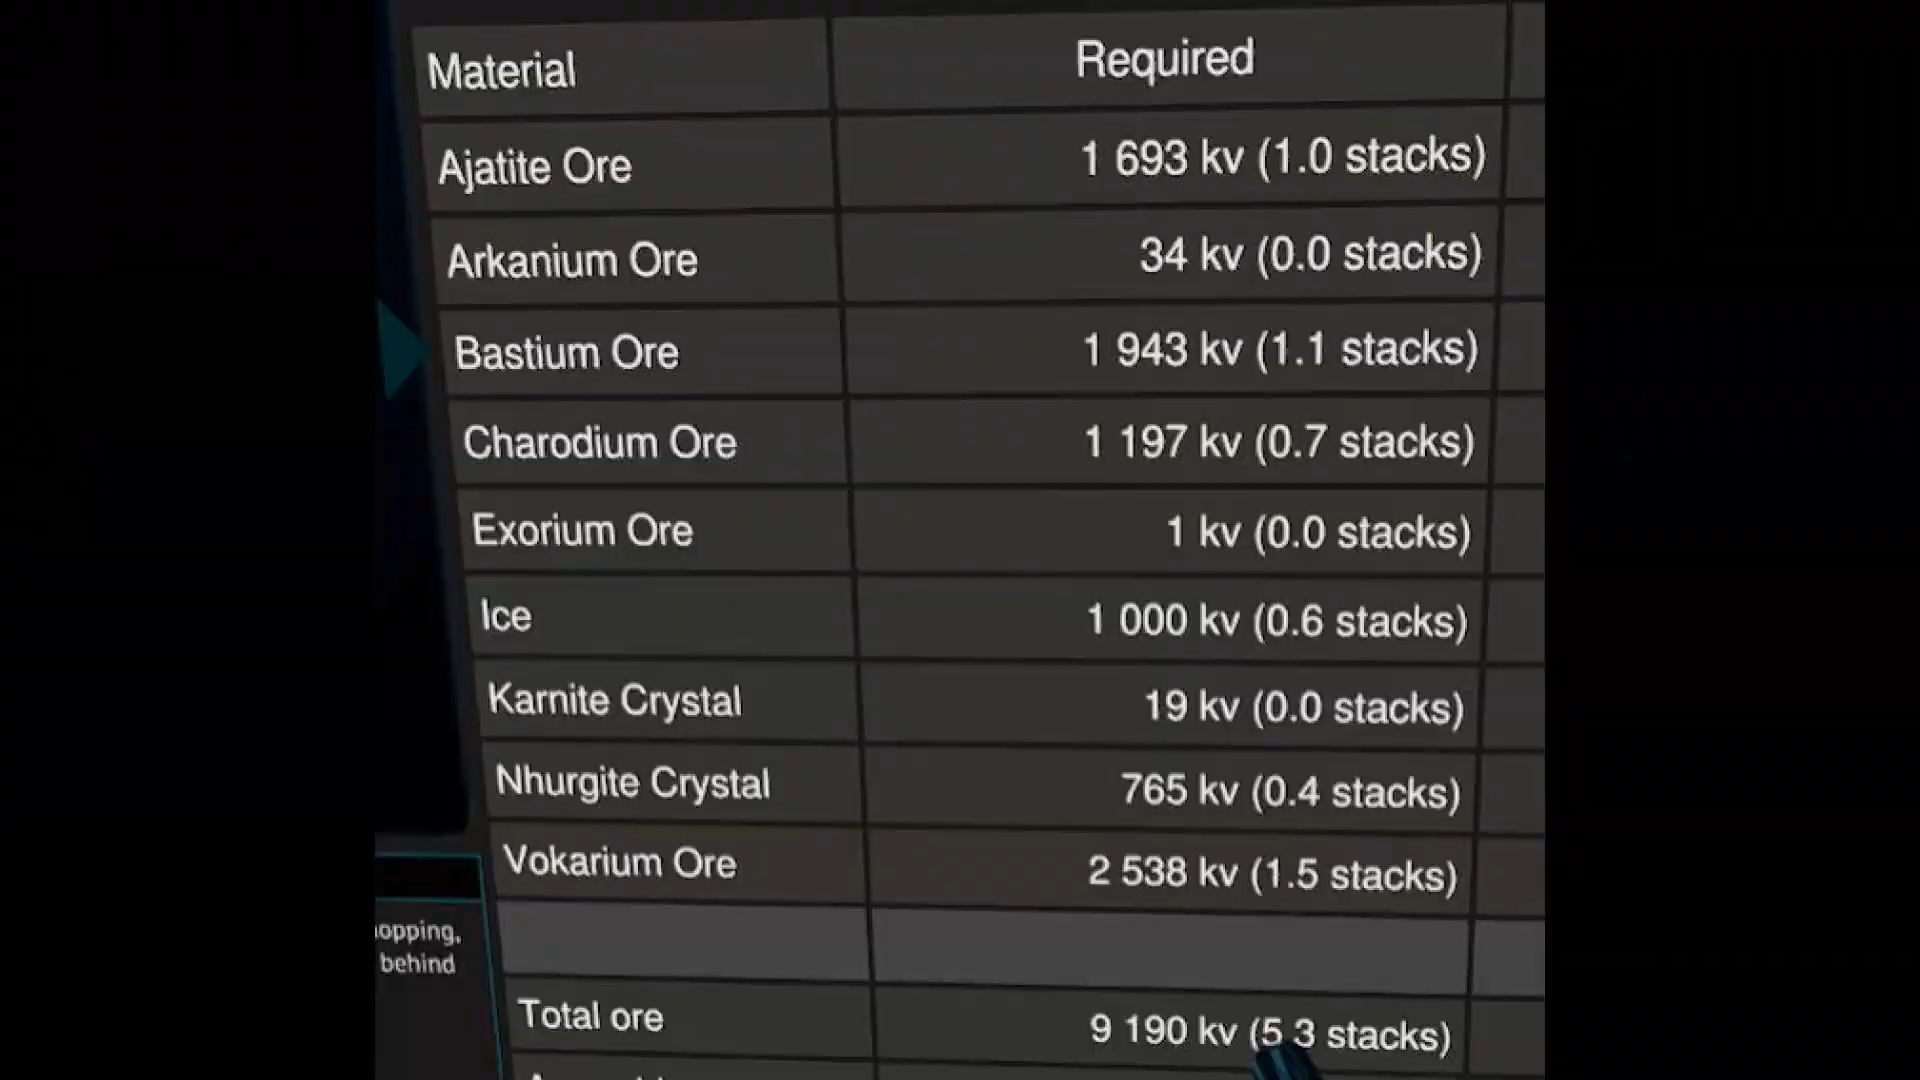 Material Required
Ajatite Ore 1 693 kv (1.0 stacks)
Arkanium Ore 34 kv (0.0 stacks)
Bastium Ore 1 943 kv (1.1 stacks)
Charodium Ore 1 197 kv (0.7 stacks)
Exorium Ore 1 kv (0.0 stacks)
Ice 1 000 kv (0.6 stacks)
Karnite Crystal 19 kv (0.0 stacks)
Nhurgite Crystal 765 kv (0.4 stacks)
Vokarium Ore 2 538 kv (1.5 stacks)
Total ore 9 190 kv (5 3 stacks)
behind